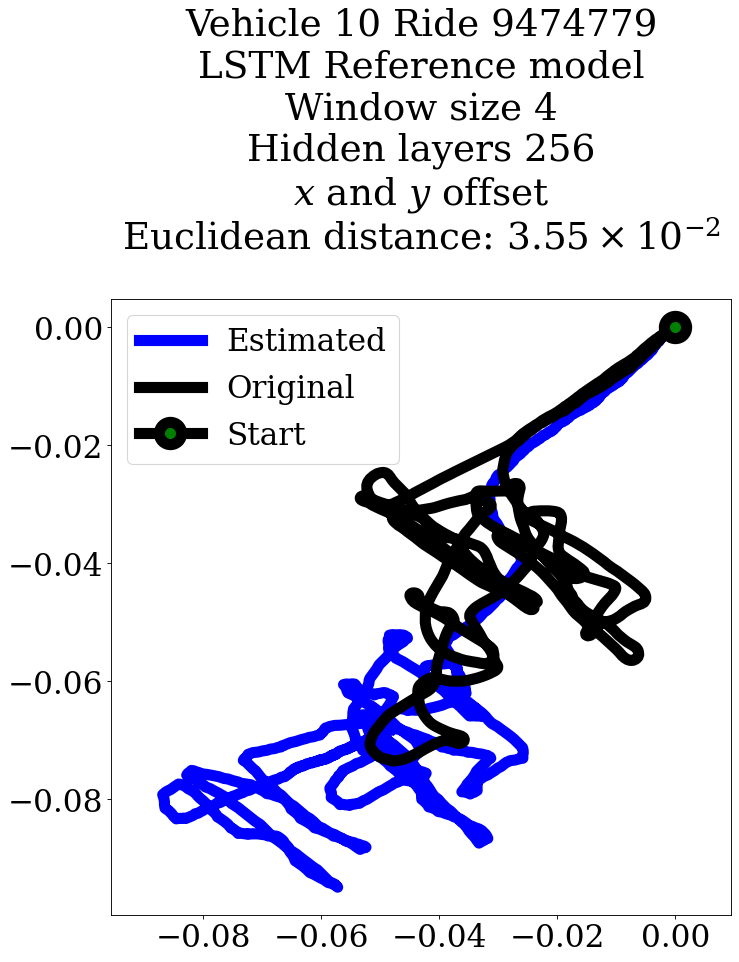 Vehicle 10 Ride 9474779
LSTM Reference model
Window size 4
Hidden layers 256
x and y offset
Euclidean distance: 3.55 × 10⁻²
Estimated
Original
Start
0.00
−0.02
−0.04
−0.06
−0.08
−0.08 −0.06 −0.04 −0.02 0.00